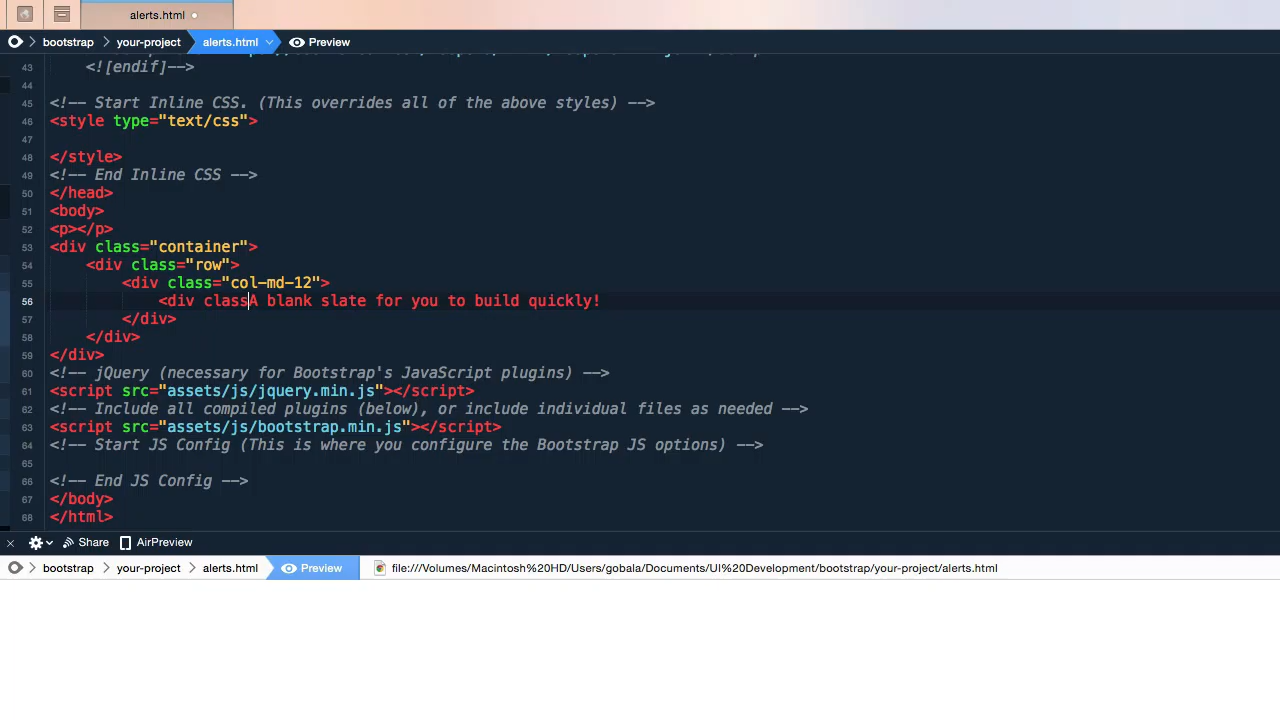 alerts.html
bootstrap your-project alerts.html Preview
43 <![endif]-->
44
45 <!-- Start Inline CSS. (This overrides all of the above styles) -->
46 <style type="text/css">
47
48 </style>
49 <!-- End Inline CSS -->
50 </head>
51 <body>
52 <p></p>
53 <div class="container">
54 <div class="row">
55 <div class="col-md-12">
56 <div classA blank slate for you to build quickly!
57 </div>
58 </div>
59 </div>
60 <!-- jQuery (necessary for Bootstrap's JavaScript plugins) -->
61 <script src="assets/js/jquery.min.js"></script>
62 <!-- Include all compiled plugins (below), or include individual files as needed -->
63 <script src="assets/js/bootstrap.min.js"></script>
64 <!-- Start JS Config (This is where you configure the Bootstrap JS options) -->
65
66 <!-- End JS Config -->
67 </body>
68 </html>
Share AirPreview
bootstrap your-project alerts.html Preview file:///Volumes/Macintosh%20HD/Users/gobala/Documents/UI%20Development/bootstrap/your-project/alerts.html